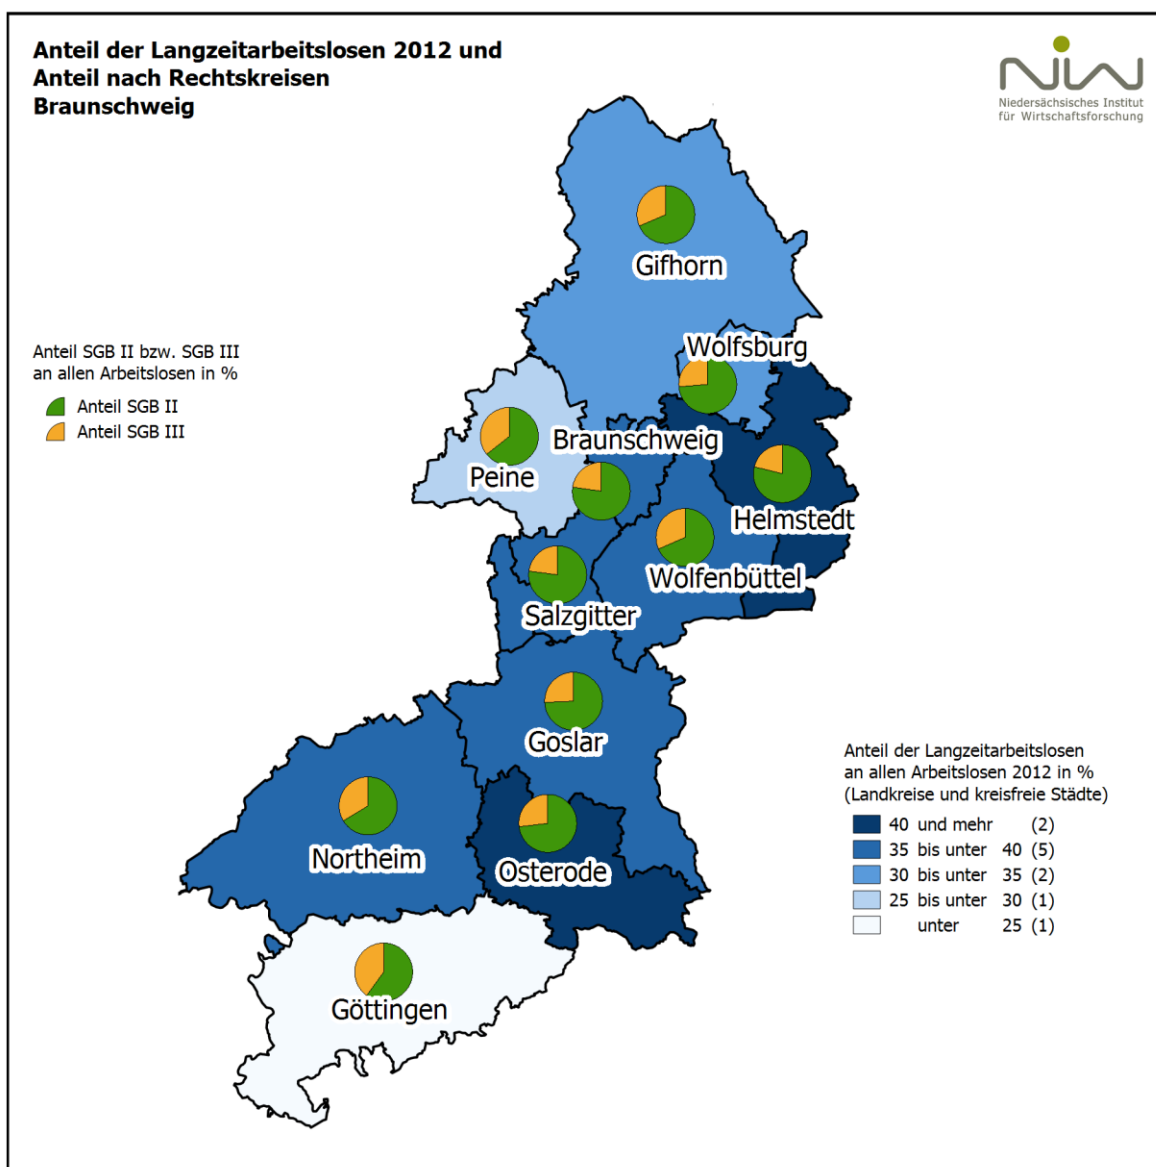 Anteil der Langzeitarbeitslosen 2012 und
Anteil nach Rechtskreisen
Braunschweig
NIW
Niedersächsisches Institut
für Wirtschaftsforschung
Gifhorn
Wolfsburg
Anteil SGB II bzw. SGB III
an allen Arbeitslosen in %
Anteil SGB II
Anteil SGB III
Braunschweig
Peine
Helmstedt
Wolfenbüttel
Salzgitter
Goslar
Anteil der Langzeitarbeitslosen
an allen Arbeitslosen 2012 in %
(Landkreise und kreisfreie Städte)
40 und mehr (2)
35 bis unter 40 (5)
30 bis unter 35 (2)
25 bis unter 30 (1)
unter 25 (1)
Northeim
Osterode
Göttingen